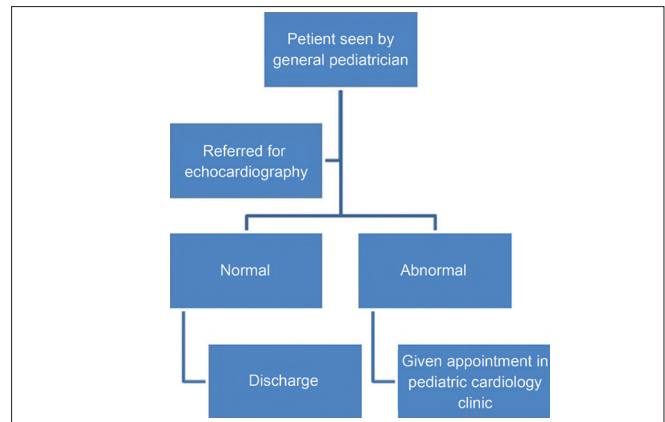 Petient seen by
general pediatrician
Referred for
echocardiography
Normal
Abnormal
Discharge
Given appointment in
pediatric cardiology
clinic